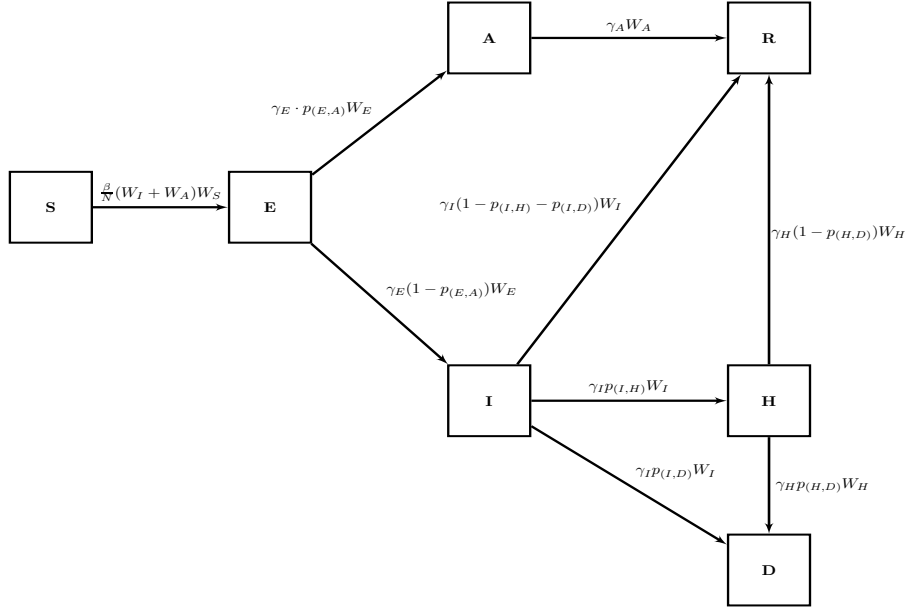 A
γ_A W_A
R
γ_E · p_(E,A) W_E
S
β/N (W_I + W_A) W_S
E
γ_I (1 − p_(I,H) − p_(I,D)) W_I
γ_H (1 − p_(H,D)) W_H
γ_E (1 − p_(E,A)) W_E
I
γ_I p_(I,H) W_I
H
γ_I p_(I,D) W_I
γ_H p_(H,D) W_H
D